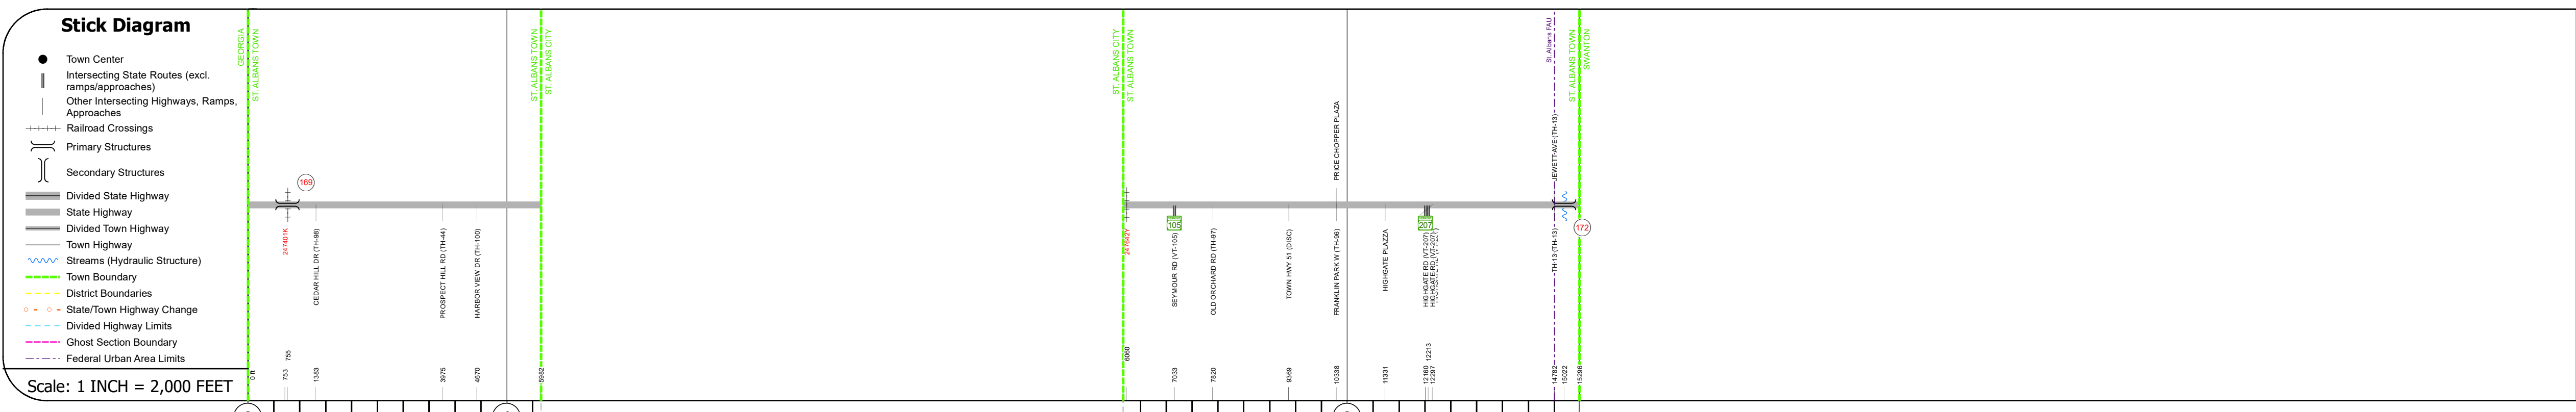 Stick Diagram
Town Center
Intersecting State Routes (excl.
ramps/approaches)
Other Intersecting Highways, Ramps,
Approaches
Railroad Crossings
Primary Structures
Secondary Structures
Divided State Highway
State Highway
Divided Town Highway
Town Highway
Streams (Hydraulic Structure)
Town Boundary
District Boundaries
State/Town Highway Change
Divided Highway Limits
Ghost Section Boundary
Federal Urban Area Limits
Scale: 1 INCH = 2,000 FEET
GEORGIA
ST. ALBANS TOWN
ST. ALBANS TOWN
ST. ALBANS CITY
ST. ALBANS CITY
ST. ALBANS TOWN
St. Albans FAU
ST. ALBANS TOWN
SWANTON
169
247401K
CEDAR HILL DR (TH-98)
PROSPECT HILL RD (TH-44)
HARBOR VIEW DR (TH-100)
247642Y
105
SEYMOUR RD (VT-105)
OLD ORCHARD RD (TH-97)
TOWN HWY 51 (DISC)
PRICE CHOPPER PLAZA
FRANKLIN PARK W (TH-96)
HIGHGATE PLAZZA
207
HIGHGATE RD (VT-207)
HIGHGATE RD (VT-207)
JEWETT AVE (TH-13)
TH 13 (TH-13)
172
0 ft
753
755
1383
3975
4670
5982
6060
7033
7820
9389
10338
11331
12160
12213
12297
14782
15022
15296